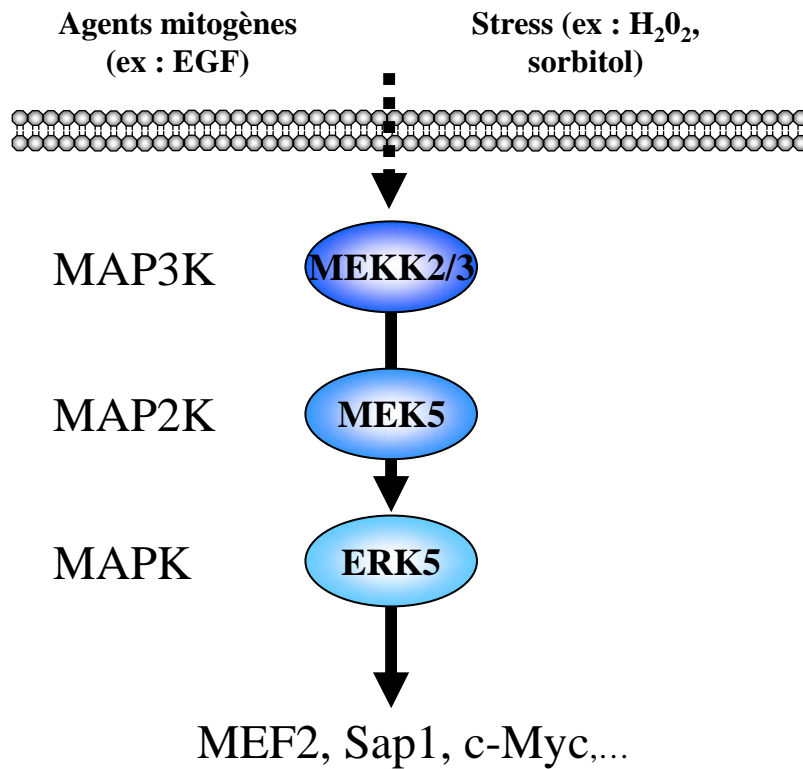 Agents mitogènes
(ex : EGF)
Stress (ex : H₂0₂,
sorbitol)
MAP3K
MEKK2/3
MAP2K
MEK5
MAPK
ERK5
MEF2, Sap1, c-Myc,...